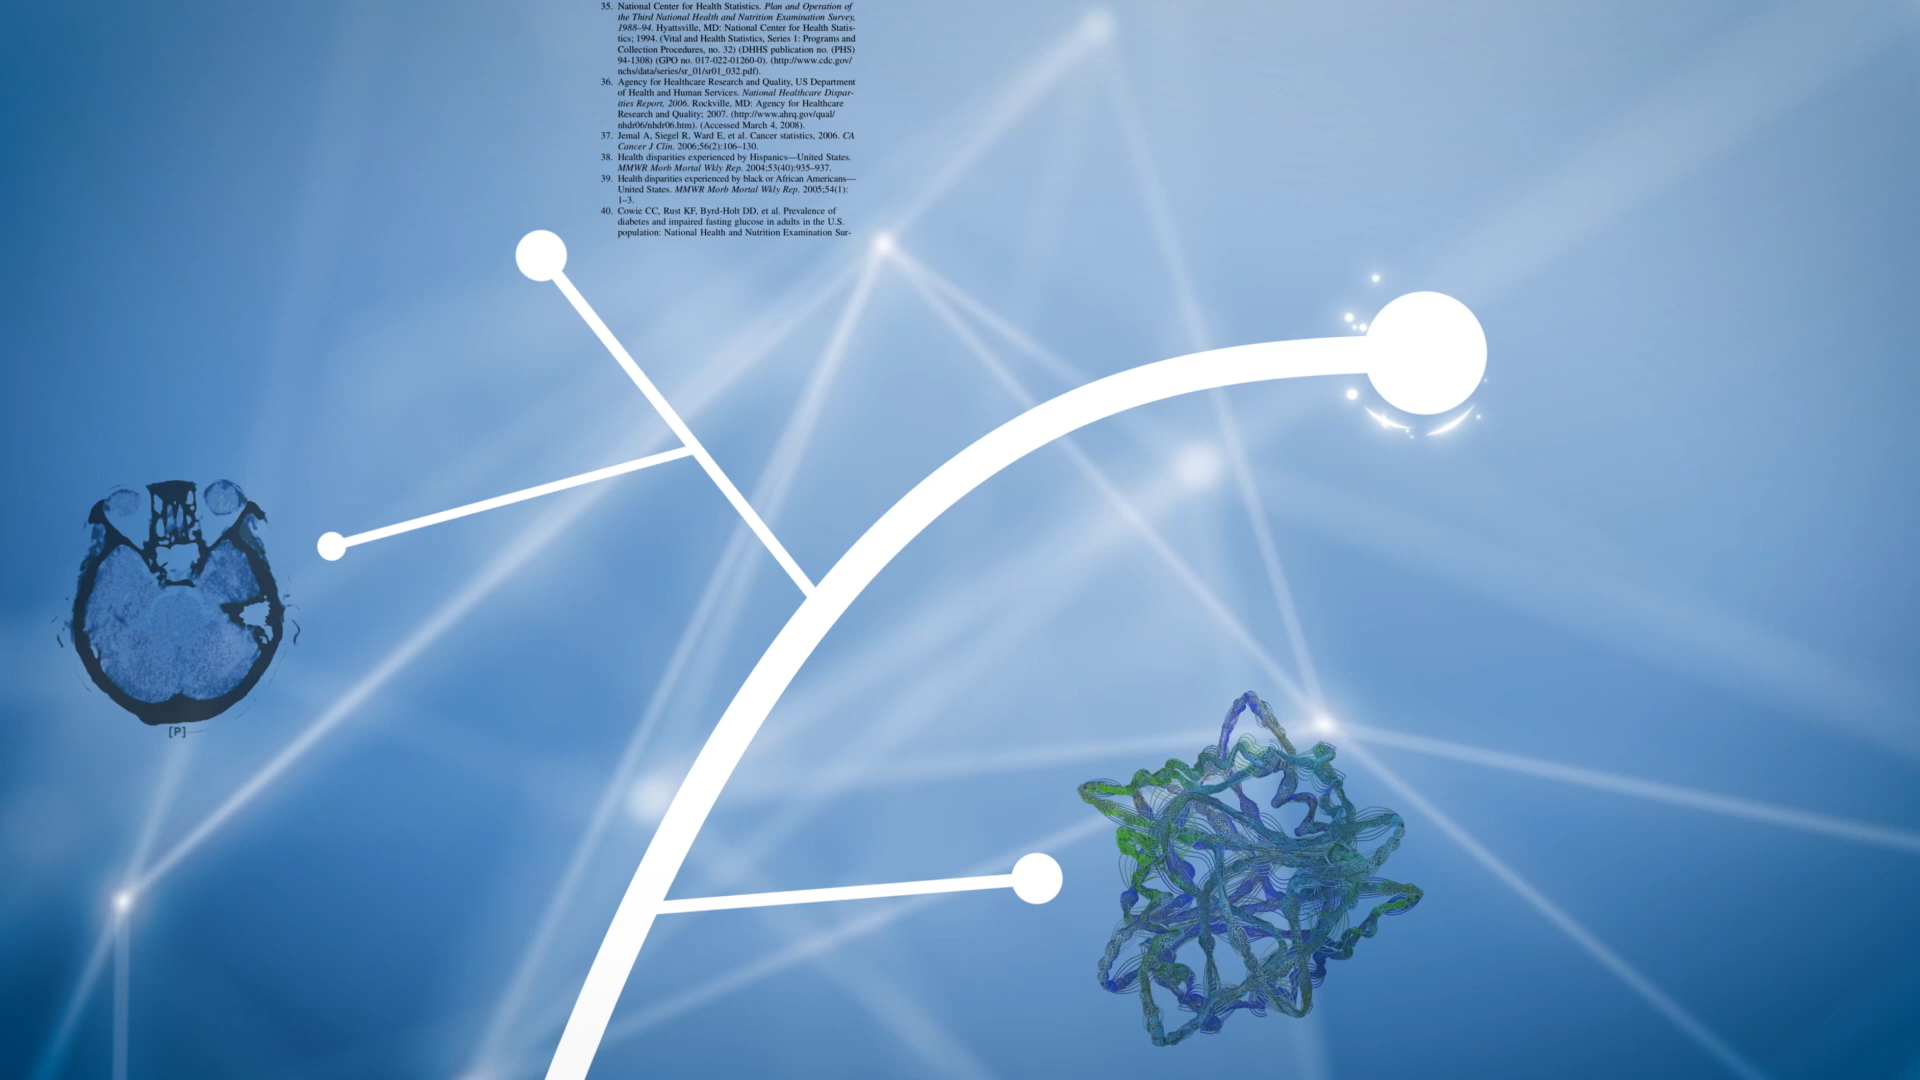 35. National Center for Health Statistics. Plan and Operation of
the Third National Health and Nutrition Examination Survey,
1988–94. Hyattsville, MD: National Center for Health Statis-
tics; 1994. (Vital and Health Statistics, Series 1: Programs and
Collection Procedures, no. 32) (DHHS publication no. (PHS)
94-1308) (GPO no. 017-022-01260-0). (http://www.cdc.gov/
nchs/data/series/sr_01/sr01_032.pdf).
36. Agency for Healthcare Research and Quality, US Department
of Health and Human Services. National Healthcare Dispar-
ities Report, 2006. Rockville, MD: Agency for Healthcare
Research and Quality; 2007. (http://www.ahrq.gov/qual/
nhdr06/nhdr06.htm). (Accessed March 4, 2008).
37. Jemal A, Siegel R, Ward E, et al. Cancer statistics, 2006. CA
Cancer J Clin. 2006;56(2):106–130.
38. Health disparities experienced by Hispanics—United States.
MMWR Morb Mortal Wkly Rep. 2004;53(40):935–937.
39. Health disparities experienced by black or African Americans—
United States. MMWR Morb Mortal Wkly Rep. 2005;54(1):
1–3.
40. Cowie CC, Rust KF, Byrd-Holt DD, et al. Prevalence of
diabetes and impaired fasting glucose in adults in the U.S.
population: National Health and Nutrition Examination Sur-
[P]